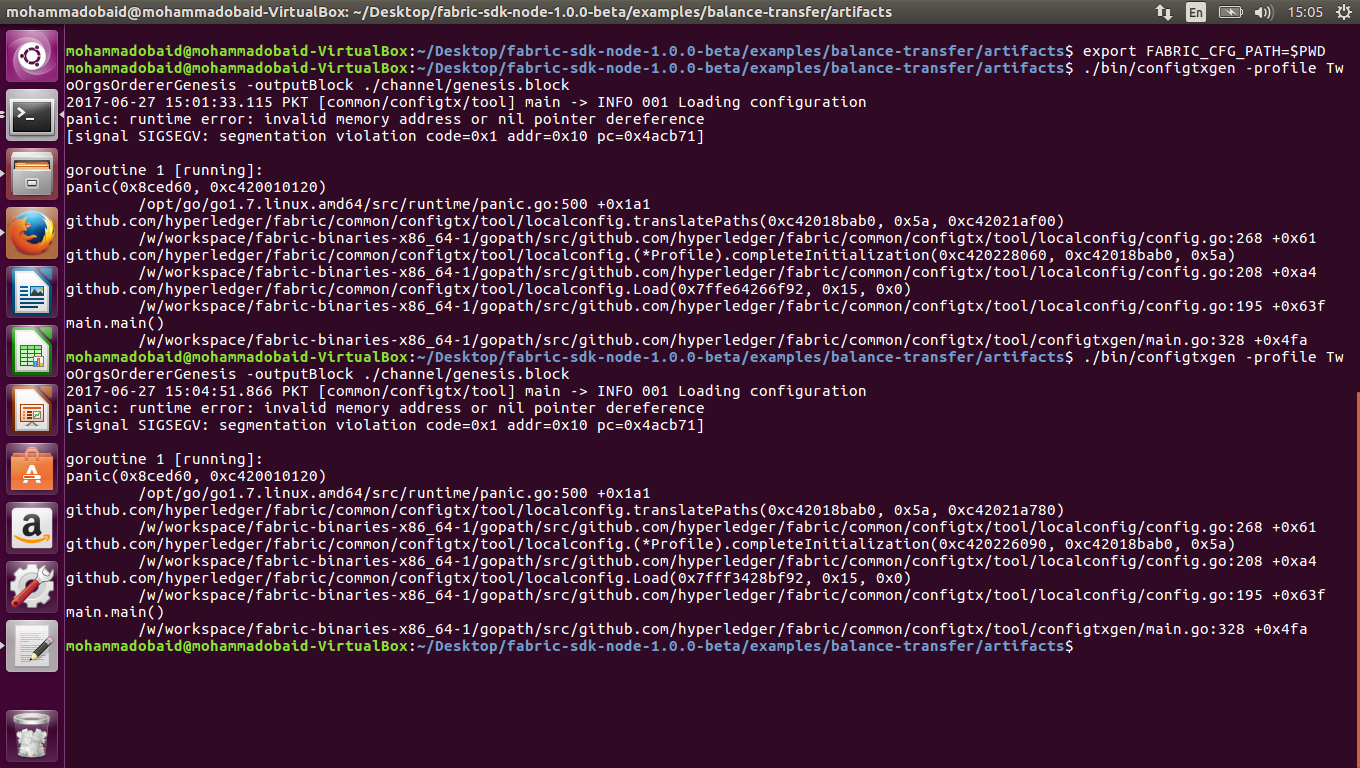 mohammadobaid@mohammadobaid-VirtualBox: ~/Desktop/fabric-sdk-node-1.0.0-beta/examples/balance-transfer/artifacts
En
15:05
mohammadobaid@mohammadobaid-VirtualBox:~/Desktop/fabric-sdk-node-1.0.0-beta/examples/balance-transfer/artifacts$ export FABRIC_CFG_PATH=$PWD
mohammadobaid@mohammadobaid-VirtualBox:~/Desktop/fabric-sdk-node-1.0.0-beta/examples/balance-transfer/artifacts$ ./bin/configtxgen -profile Tw
oOrgsOrdererGenesis -outputBlock ./channel/genesis.block
2017-06-27 15:01:33.115 PKT [common/configtx/tool] main -> INFO 001 Loading configuration
panic: runtime error: invalid memory address or nil pointer dereference
[signal SIGSEGV: segmentation violation code=0x1 addr=0x10 pc=0x4acb71]
goroutine 1 [running]:
panic(0x8ced60, 0xc420010120)
/opt/go/go1.7.linux.amd64/src/runtime/panic.go:500 +0x1a1
github.com/hyperledger/fabric/common/configtx/tool/localconfig.translatePaths(0xc42018bab0, 0x5a, 0xc42021af00)
/w/workspace/fabric-binaries-x86_64-1/gopath/src/github.com/hyperledger/fabric/common/configtx/tool/localconfig/config.go:268 +0x61
github.com/hyperledger/fabric/common/configtx/tool/localconfig.(*Profile).completeInitialization(0xc420228060, 0xc42018bab0, 0x5a)
/w/workspace/fabric-binaries-x86_64-1/gopath/src/github.com/hyperledger/fabric/common/configtx/tool/localconfig/config.go:208 +0xa4
github.com/hyperledger/fabric/common/configtx/tool/localconfig.Load(0x7ffe64266f92, 0x15, 0x0)
/w/workspace/fabric-binaries-x86_64-1/gopath/src/github.com/hyperledger/fabric/common/configtx/tool/localconfig/config.go:195 +0x63f
main.main()
/w/workspace/fabric-binaries-x86_64-1/gopath/src/github.com/hyperledger/fabric/common/configtx/tool/configtxgen/main.go:328 +0x4fa
mohammadobaid@mohammadobaid-VirtualBox:~/Desktop/fabric-sdk-node-1.0.0-beta/examples/balance-transfer/artifacts$ ./bin/configtxgen -profile Tw
oOrgsOrdererGenesis -outputBlock ./channel/genesis.block
2017-06-27 15:04:51.866 PKT [common/configtx/tool] main -> INFO 001 Loading configuration
panic: runtime error: invalid memory address or nil pointer dereference
[signal SIGSEGV: segmentation violation code=0x1 addr=0x10 pc=0x4acb71]
goroutine 1 [running]:
panic(0x8ced60, 0xc420010120)
/opt/go/go1.7.linux.amd64/src/runtime/panic.go:500 +0x1a1
github.com/hyperledger/fabric/common/configtx/tool/localconfig.translatePaths(0xc42018bab0, 0x5a, 0xc42021a780)
/w/workspace/fabric-binaries-x86_64-1/gopath/src/github.com/hyperledger/fabric/common/configtx/tool/localconfig/config.go:268 +0x61
github.com/hyperledger/fabric/common/configtx/tool/localconfig.(*Profile).completeInitialization(0xc420226090, 0xc42018bab0, 0x5a)
/w/workspace/fabric-binaries-x86_64-1/gopath/src/github.com/hyperledger/fabric/common/configtx/tool/localconfig/config.go:208 +0xa4
github.com/hyperledger/fabric/common/configtx/tool/localconfig.Load(0x7fff3428bf92, 0x15, 0x0)
/w/workspace/fabric-binaries-x86_64-1/gopath/src/github.com/hyperledger/fabric/common/configtx/tool/localconfig/config.go:195 +0x63f
main.main()
/w/workspace/fabric-binaries-x86_64-1/gopath/src/github.com/hyperledger/fabric/common/configtx/tool/configtxgen/main.go:328 +0x4fa
mohammadobaid@mohammadobaid-VirtualBox:~/Desktop/fabric-sdk-node-1.0.0-beta/examples/balance-transfer/artifacts$